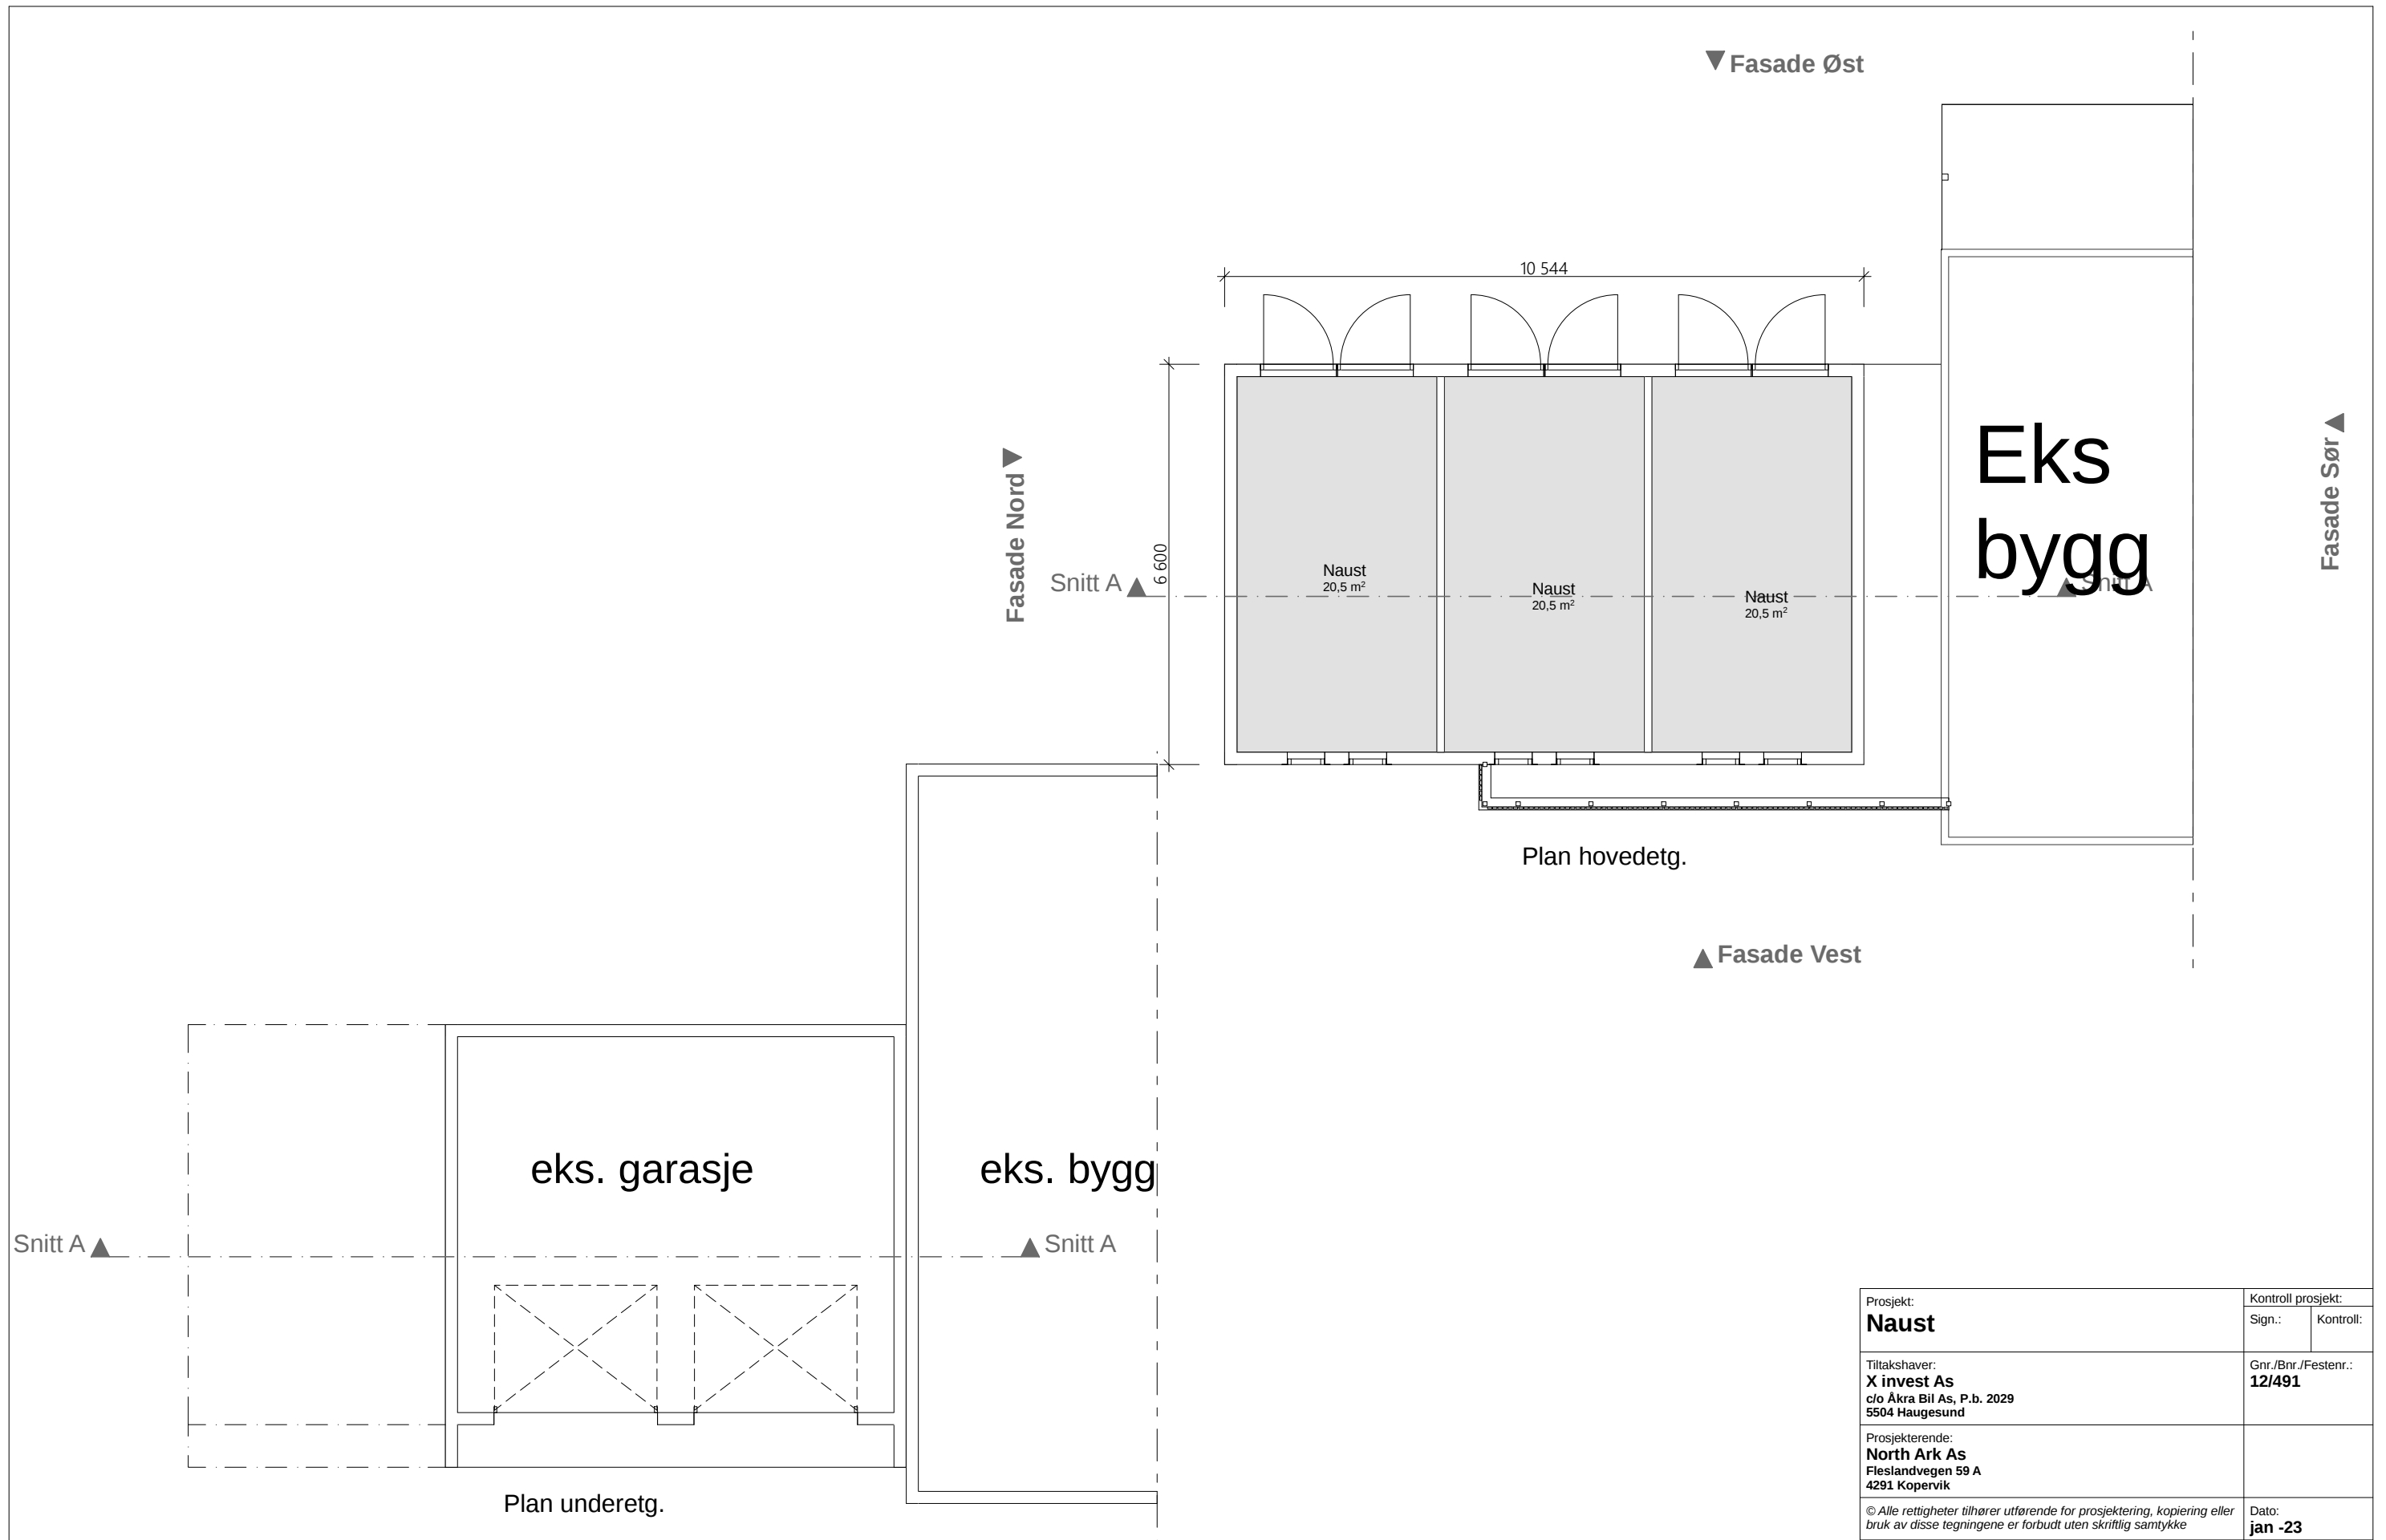 Fasade Øst
10 544
Eks
bygg
Fasade Nord
Fasade Sør
6 600
Snitt A
Snitt A
Naust
20,5 m²
Naust
20,5 m²
Naust
20,5 m²
Plan hovedetg.
Fasade Vest
eks. garasje
eks. bygg
Snitt A
Snitt A
Plan underetg.
Prosjekt:
Naust
Kontroll prosjekt:
Sign.:
Kontroll:
Tiltakshaver:
X invest As
c/o Åkra Bil As, P.b. 2029
5504 Haugesund
Gnr./Bnr./Festenr.:
12/491
Prosjekterende:
North Ark As
Fleslandvegen 59 A
4291 Kopervik
© Alle rettigheter tilhører utførende for prosjektering, kopiering eller
bruk av disse tegningene er forbudt uten skriftlig samtykke
Dato:
jan -23